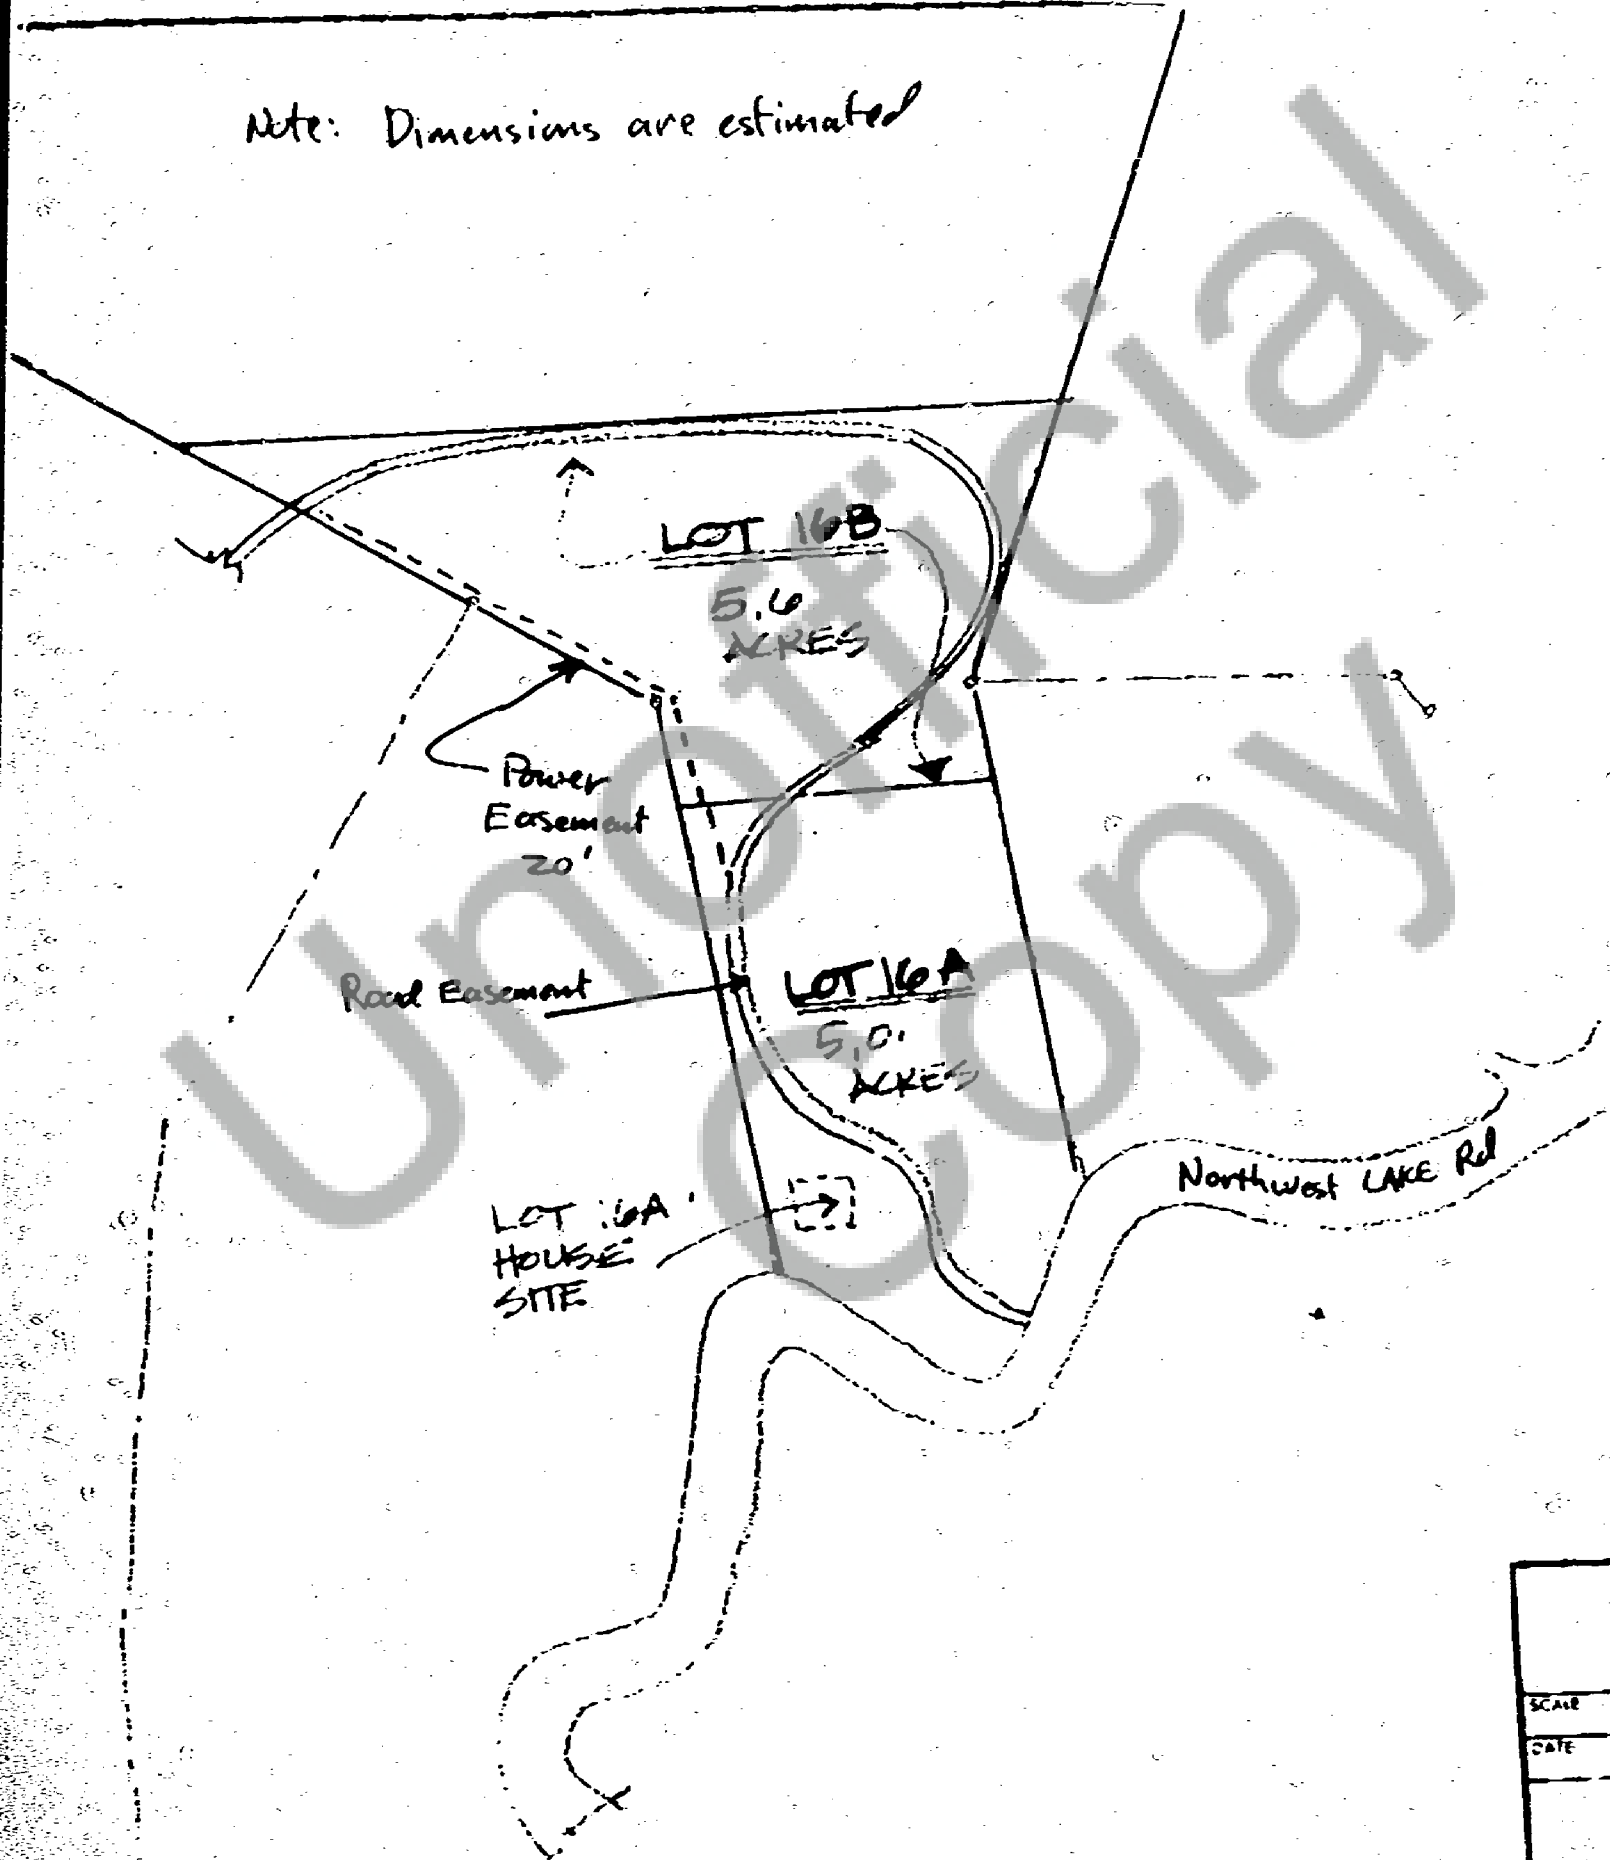 Note: Dimensions are estimated
LOT 16B
5.6
ACRES
Power
Easement
20'
Road Easement
LOT 16A
5.0
ACRES
Northwest LAKE Rd
LOT 16A
HOUSE
SITE
SCALE
DATE
Unofficial
Copy